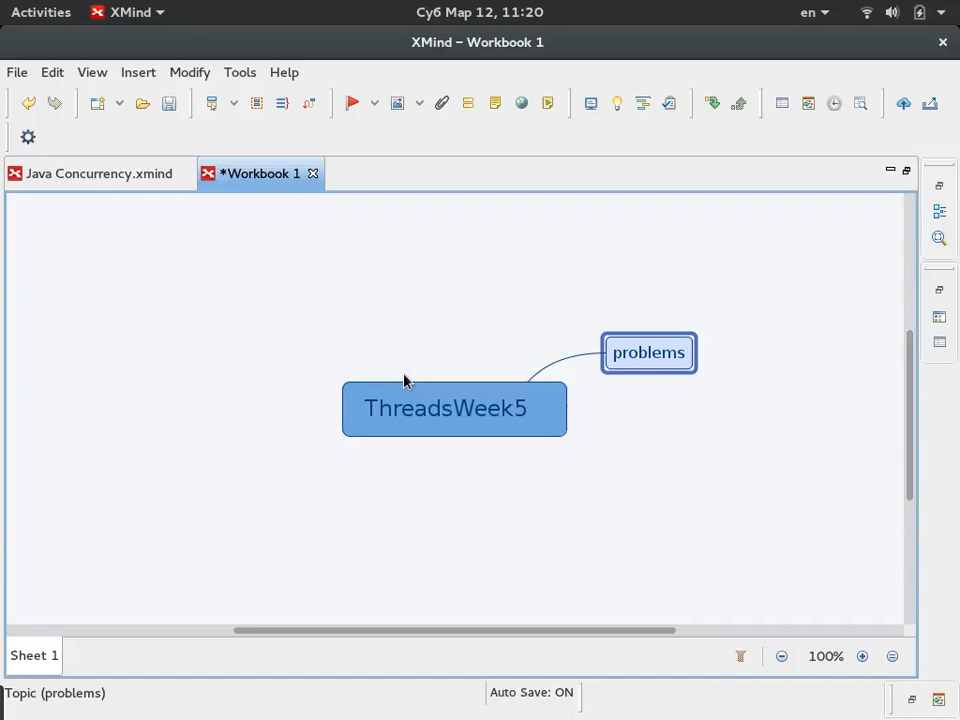 Activities XMind Суб Мар 12, 11:20 en
XMind – Workbook 1
File Edit View Insert Modify Tools Help
Java Concurrency.xmind *Workbook 1
problems
ThreadsWeek5
Sheet 1 100%
Topic (problems) Auto Save: ON